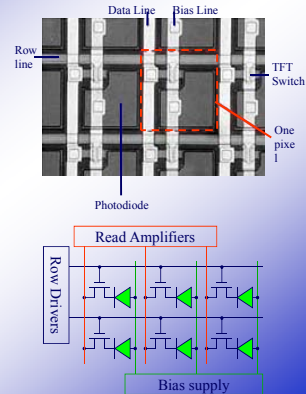 Data Line
Bias Line
Row
line
TFT
Switch
One
pixe
l
Photodiode
Read Amplifiers
Row Drivers
Bias supply